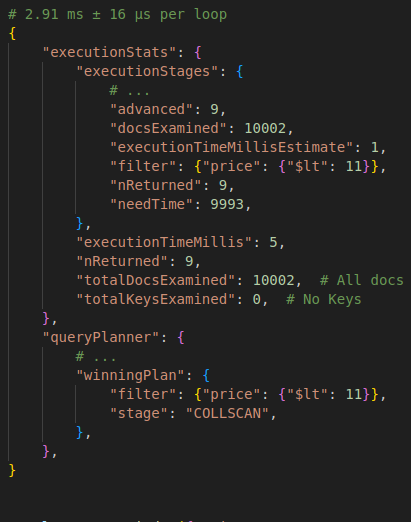 # 2.91 ms ± 16 µs per loop
{
    "executionStats": {
        "executionStages": {
            # ...
            "advanced": 9,
            "docsExamined": 10002,
            "executionTimeMillisEstimate": 1,
            "filter": {"price": {"$lt": 11}},
            "nReturned": 9,
            "needTime": 9993,
        },
        "executionTimeMillis": 5,
        "nReturned": 9,
        "totalDocsExamined": 10002,  # All docs
        "totalKeysExamined": 0,  # No Keys
    },
    "queryPlanner": {
        # ...
        "winningPlan": {
            "filter": {"price": {"$lt": 11}},
            "stage": "COLLSCAN",
        },
    },
}